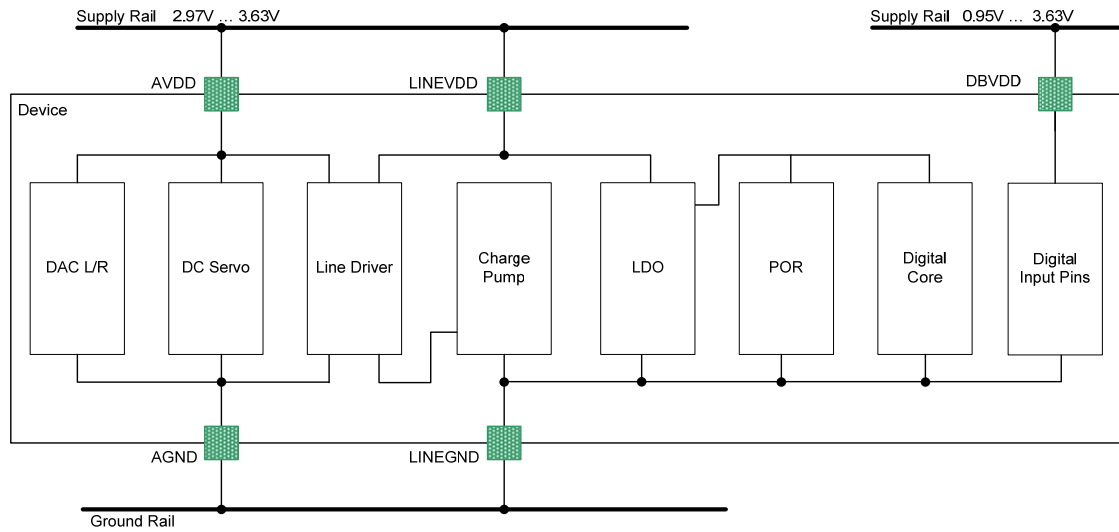 Supply Rail 2.97V ... 3.63V
Supply Rail 0.95V ... 3.63V
AVDD
LINEVDD
DBVDD
Device
DAC L/R
DC Servo
Line Driver
Charge
Pump
LDO
POR
Digital
Core
Digital
Input Pins
AGND
LINEGND
Ground Rail